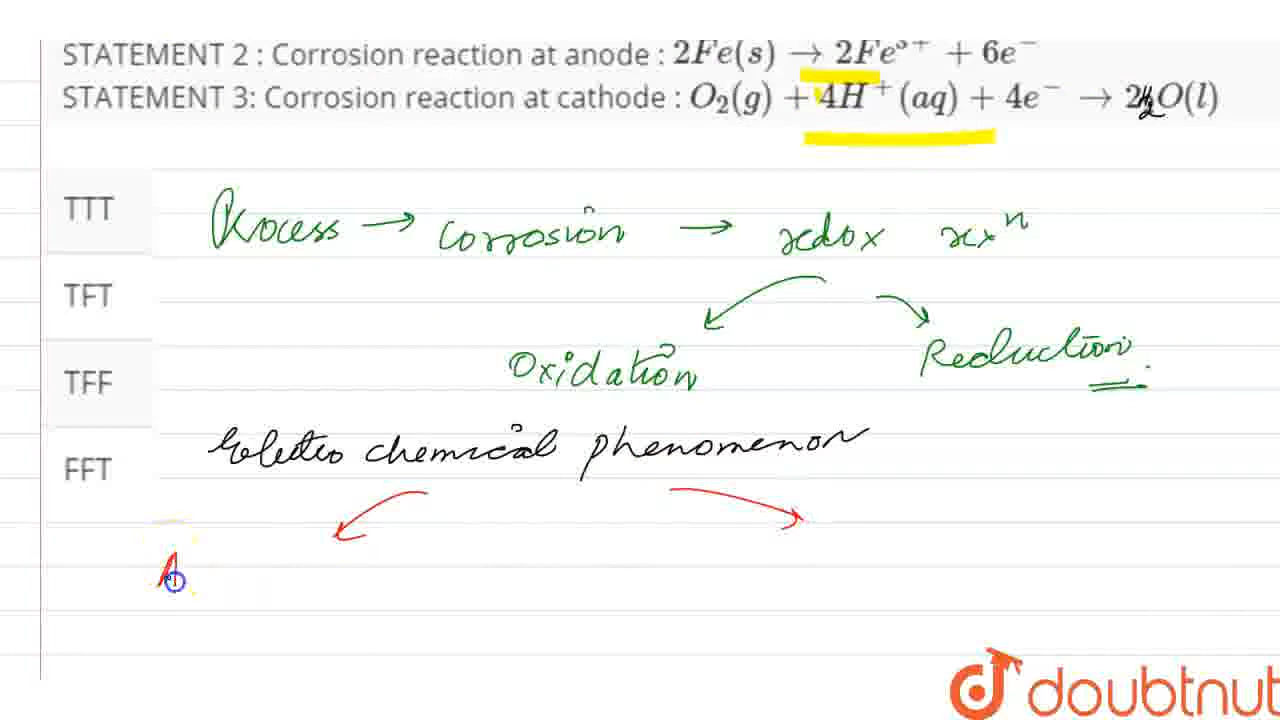 STATEMENT 2 : Corrosion reaction at anode : 2Fe(s) → 2Fe³⁺ + 6e⁻
STATEMENT 3: Corrosion reaction at cathode : O₂(g) + 4H⁺(aq) + 4e⁻ → 2H₂O(l)
TTT
Process → corrosion → redox rxⁿ
TFT
Oxidation Reduction.
TFF
Electro chemical phenomenon
FFT
A
doubtnut